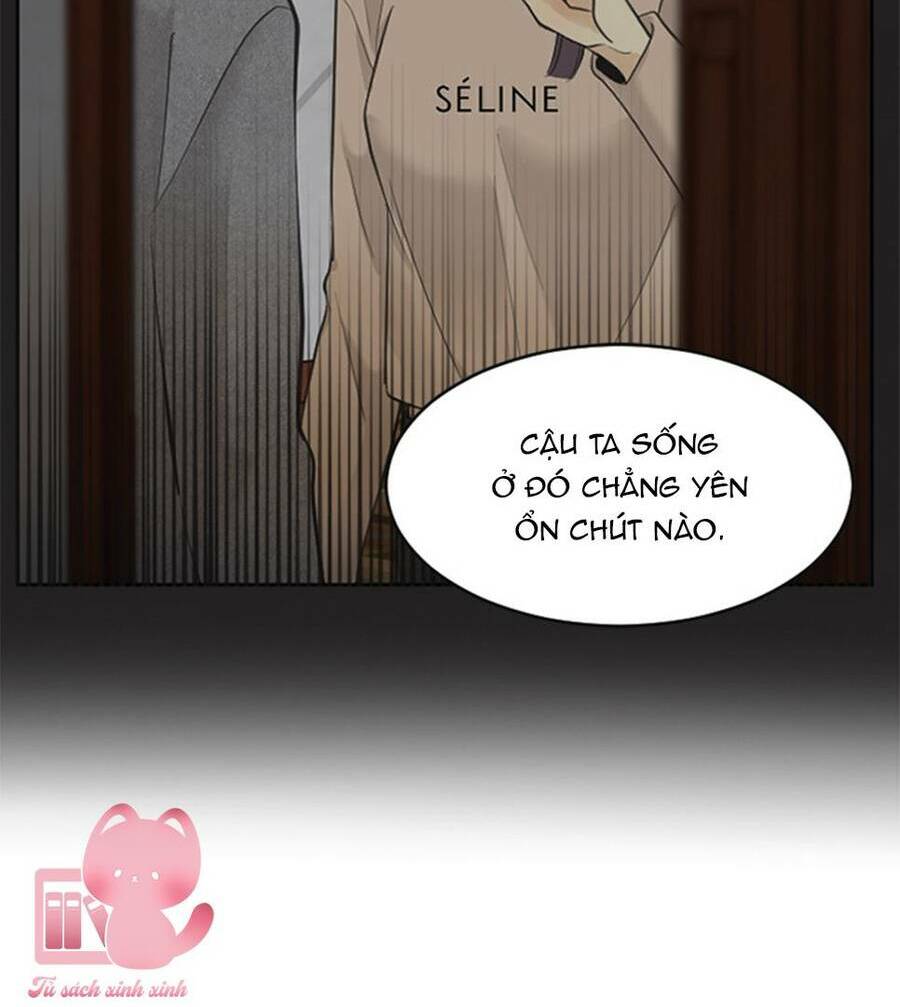 SÉLINE
CẬU TA SỐNG
Ở ĐÓ CHẲNG YÊN
ỔN CHÚT NÀO.
Tủ sách xinh xinh